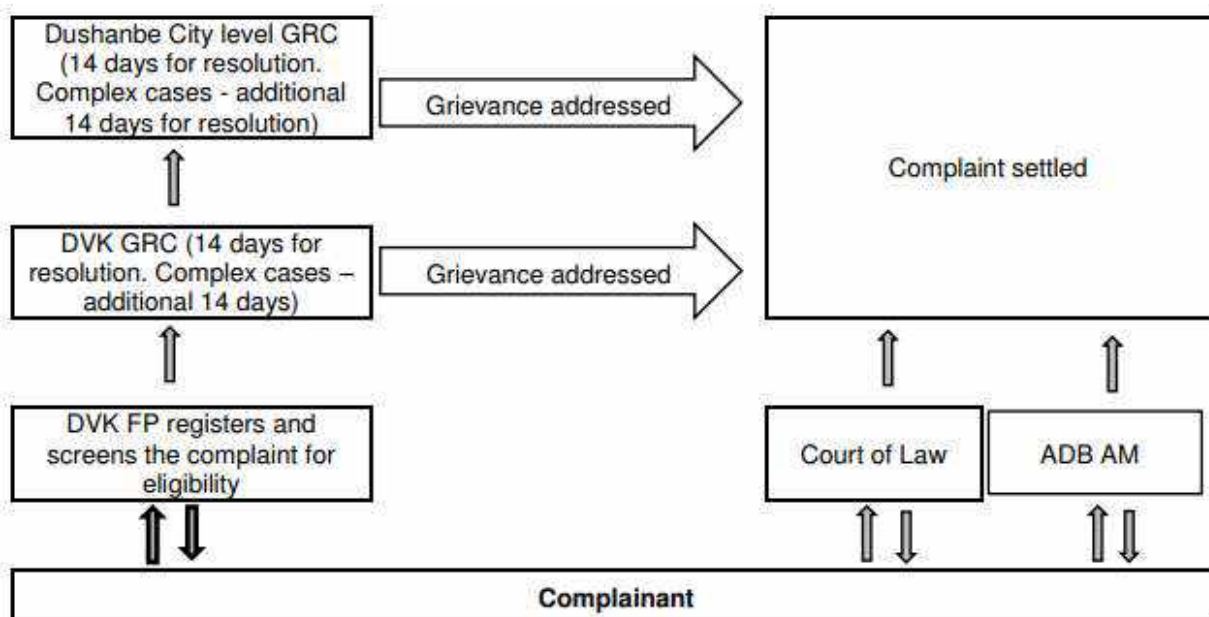 Dushanbe City level GRC
(14 days for resolution.
Complex cases - additional
14 days for resolution)
Grievance addressed
Complaint settled
DVK GRC (14 days for
resolution. Complex cases –
additional 14 days)
Grievance addressed
DVK FP registers and
screens the complaint for
eligibility
Court of Law
ADB AM
Complainant